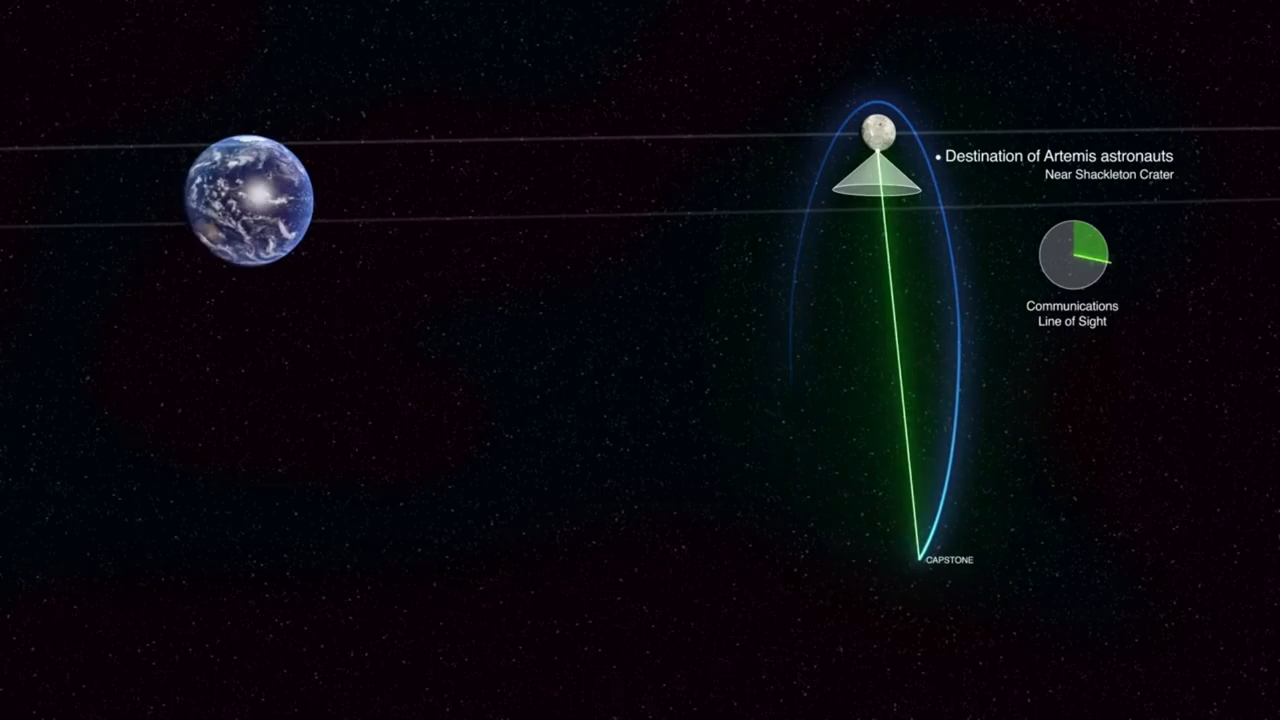 • Destination of Artemis astronauts
Near Shackleton Crater
Communications
Line of Sight
CAPSTONE